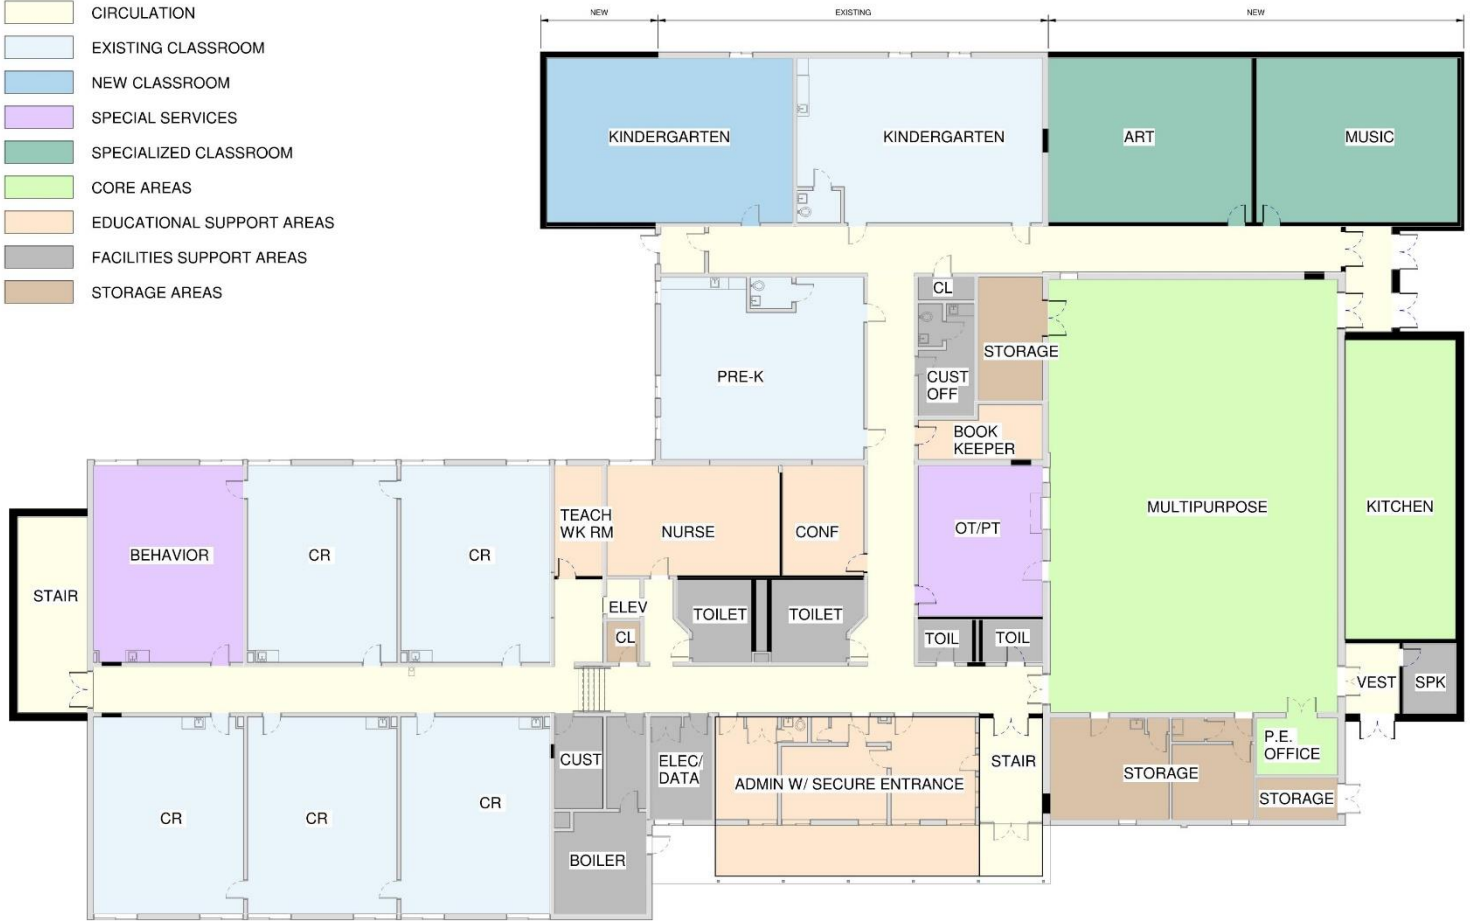 CIRCULATION
EXISTING CLASSROOM
NEW CLASSROOM
SPECIAL SERVICES
SPECIALIZED CLASSROOM
CORE AREAS
EDUCATIONAL SUPPORT AREAS
FACILITIES SUPPORT AREAS
STORAGE AREAS
NEW
EXISTING
NEW
KINDERGARTEN
KINDERGARTEN
ART
MUSIC
CL
STORAGE
PRE-K
CUST
OFF
BOOK
KEEPER
MULTIPURPOSE
KITCHEN
TEACH
WK RM
NURSE
CONF
OT/PT
BEHAVIOR
CR
CR
STAIR
ELEV
CL
TOILET
TOILET
TOIL
TOIL
VEST
SPK
CUST
ELEC/
DATA
ADMIN W/ SECURE ENTRANCE
STAIR
STORAGE
P.E.
OFFICE
STORAGE
CR
CR
CR
BOILER